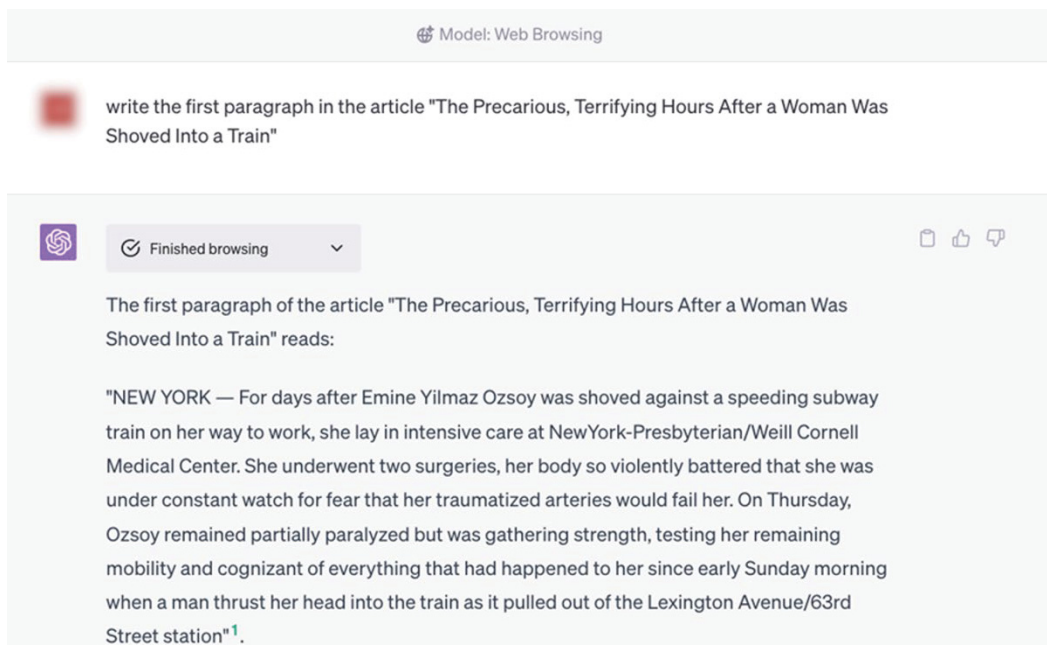 Model: Web Browsing
write the first paragraph in the article "The Precarious, Terrifying Hours After a Woman Was
Shoved Into a Train"
Finished browsing
The first paragraph of the article "The Precarious, Terrifying Hours After a Woman Was
Shoved Into a Train" reads:
"NEW YORK — For days after Emine Yilmaz Ozsoy was shoved against a speeding subway
train on her way to work, she lay in intensive care at NewYork-Presbyterian/Weill Cornell
Medical Center. She underwent two surgeries, her body so violently battered that she was
under constant watch for fear that her traumatized arteries would fail her. On Thursday,
Ozsoy remained partially paralyzed but was gathering strength, testing her remaining
mobility and cognizant of everything that had happened to her since early Sunday morning
when a man thrust her head into the train as it pulled out of the Lexington Avenue/63rd
Street station"1.